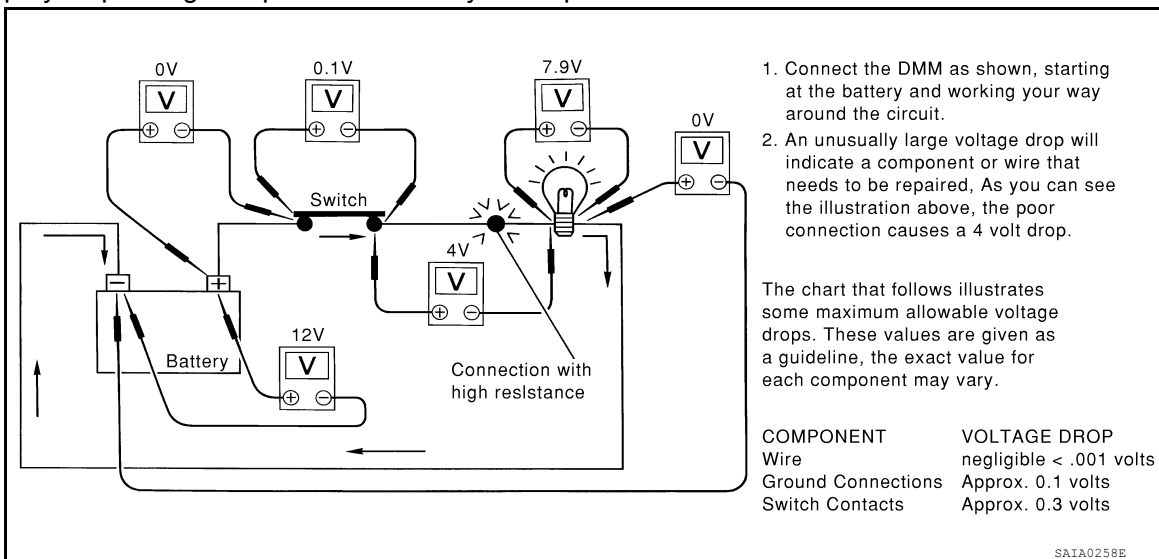 0V
0.1V
7.9V
0V
V
V
V
V
+ −
+ −
+ −
+ −
Switch
4V
V
+ −
− +
Battery
12V
V
+ −
Connection with
high reslstance
1. Connect the DMM as shown, starting
at the battery and working your way
around the circuit.
2. An unusually large voltage drop will
indicate a component or wire that
needs to be repaired, As you can see
the illustration above, the poor
connection causes a 4 volt drop.
The chart that follows illustrates
some maximum allowable voltage
drops. These values are given as
a guideline, the exact value for
each component may vary.
COMPONENT VOLTAGE DROP
Wire negligible < .001 volts
Ground Connections Approx. 0.1 volts
Switch Contacts Approx. 0.3 volts
SAIA0258E